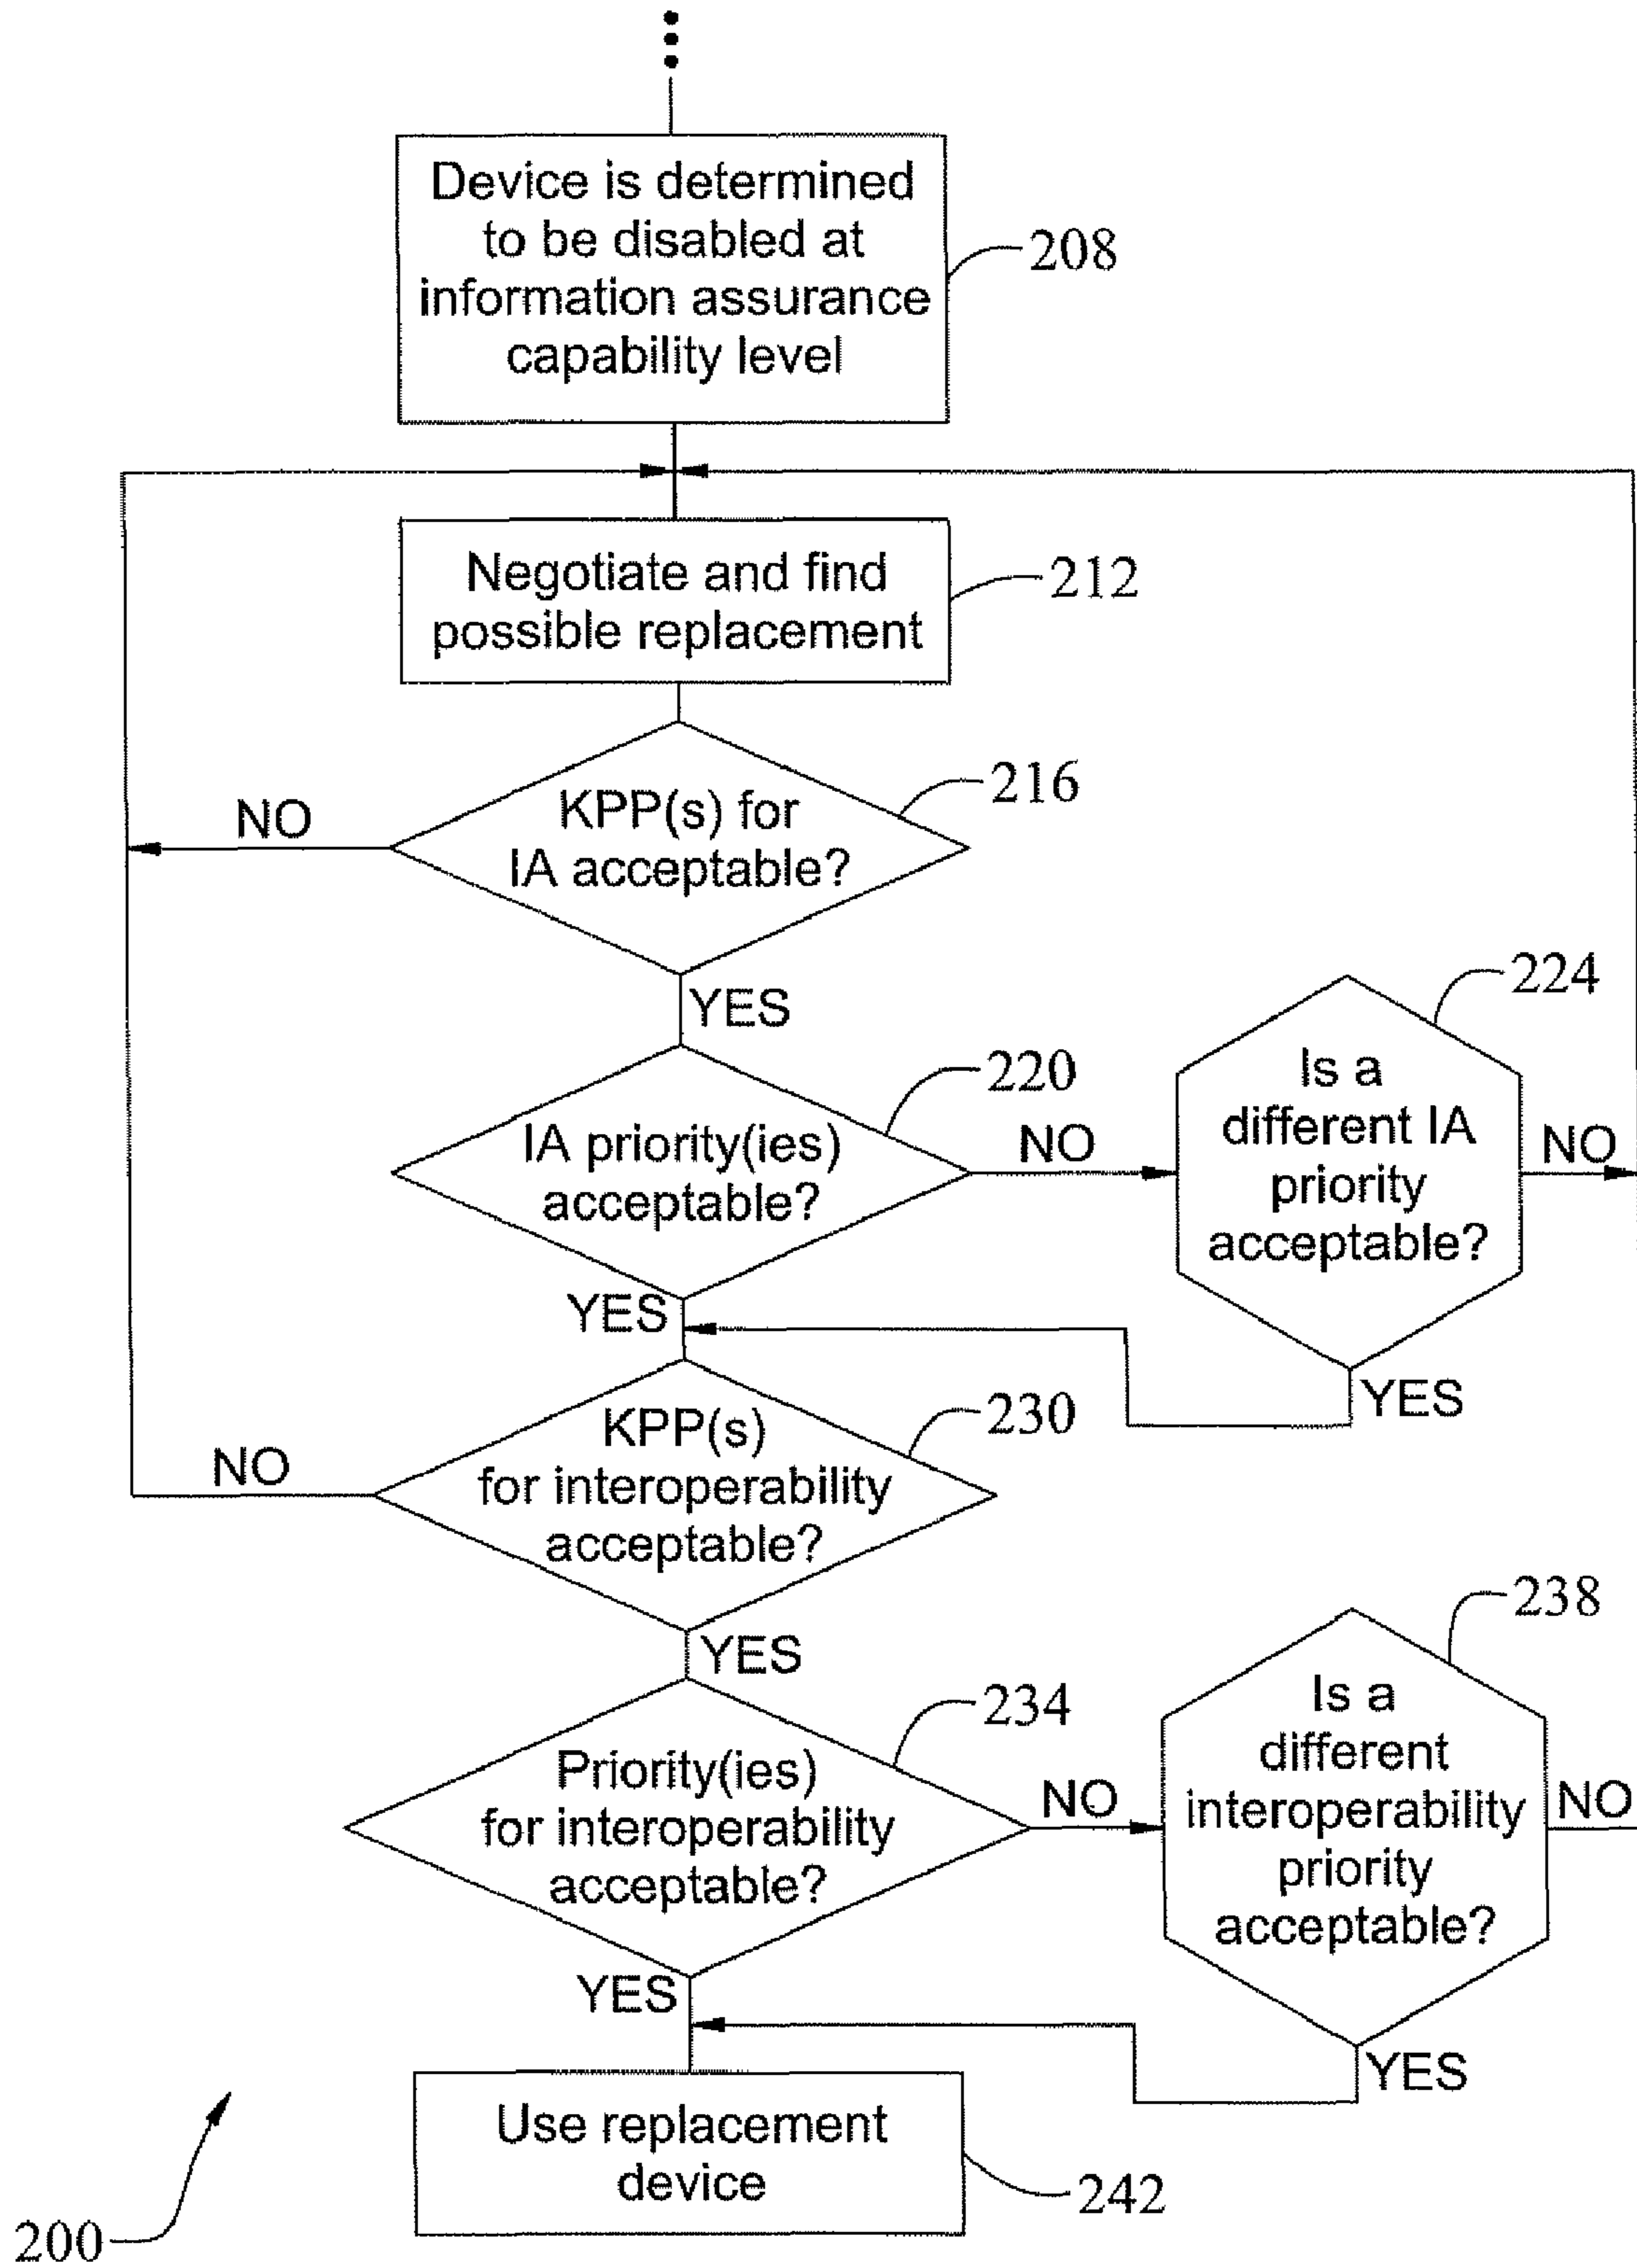 Device is determined
to be disabled at
information assurance
capability level
208
Negotiate and find
possible replacement
212
KPP(s) for
IA acceptable?
216
NO
YES
IA priority(ies)
acceptable?
220
NO
Is a
different IA
priority
acceptable?
224
NO
YES
YES
KPP(s)
for interoperability
acceptable?
230
NO
YES
Priority(ies)
for interoperability
acceptable?
234
NO
Is a
different
interoperability
priority
acceptable?
238
NO
YES
YES
Use replacement
device
242
200